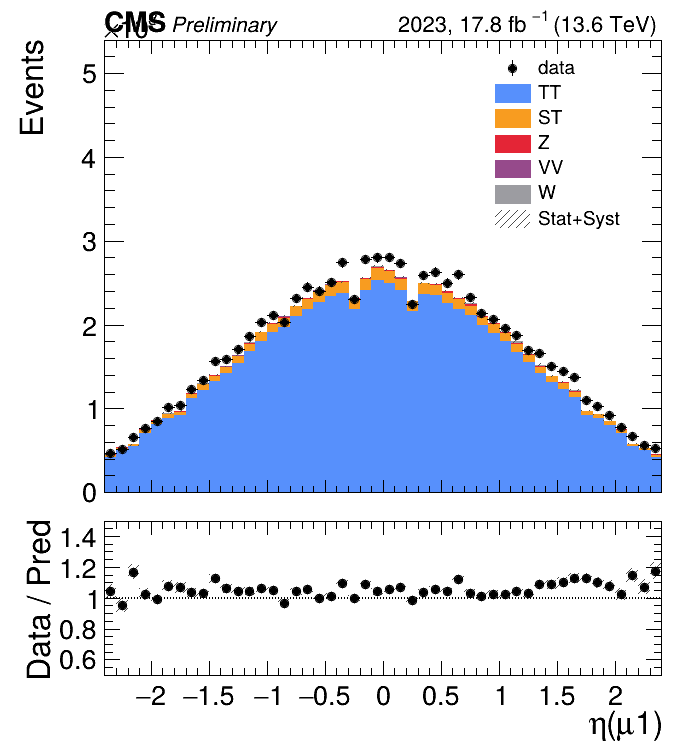 CMS Preliminary 2023, 17.8 fb⁻¹ (13.6 TeV)
Events
5
4
3
2
1
0
data
TT
ST
Z
VV
W
Stat+Syst
Data / Pred
1.4
1.2
1
0.8
0.6
−2 −1.5 −1 −0.5 0 0.5 1 1.5 2
η(μ1)